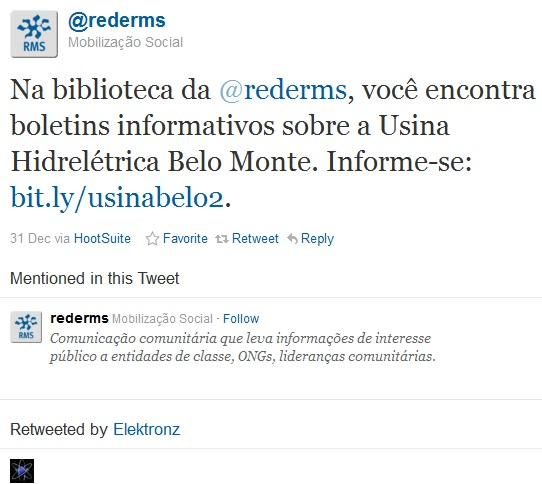 RMS
@rederms
Mobilização Social
Na biblioteca da @rederms, você encontra
boletins informativos sobre a Usina
Hidrelétrica Belo Monte. Informe-se:
bit.ly/usinabelo2.
31 Dec via HootSuite Favorite Retweet Reply
Mentioned in this Tweet
RMS
rederms Mobilização Social · Follow
Comunicação comunitária que leva informações de interesse
público a entidades de classe, ONGs, lideranças comunitárias.
Retweeted by Elektronz